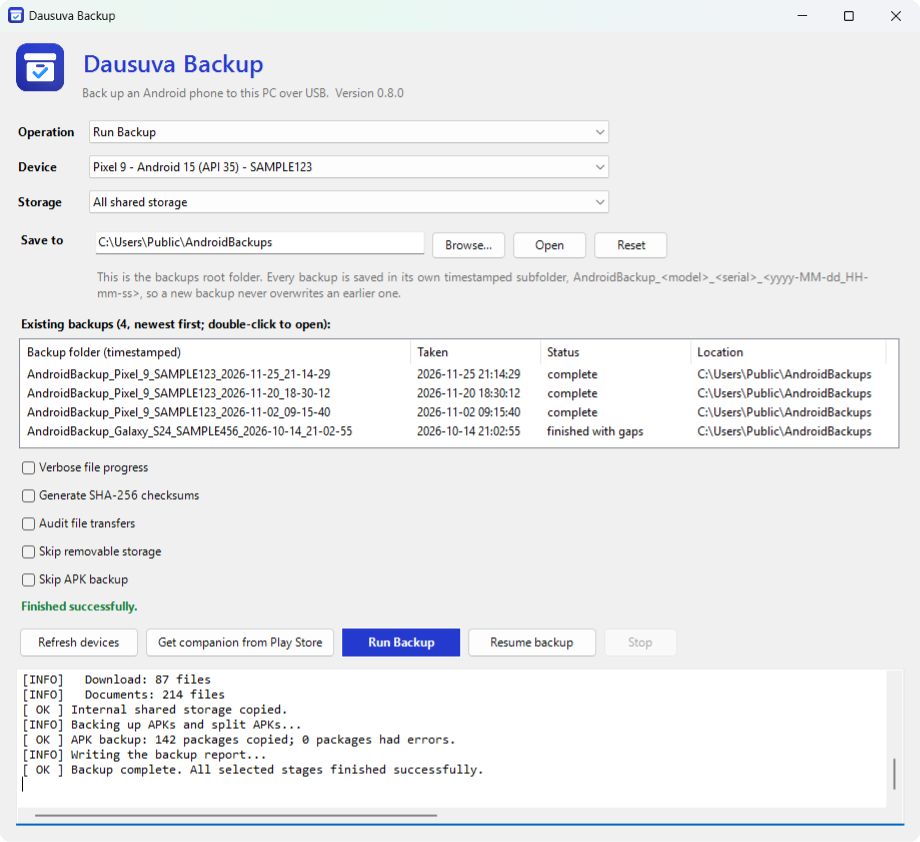 Dausuva Backup
Dausuva Backup
Back up an Android phone to this PC over USB. Version 0.8.0
Operation Run Backup
Device Pixel 9 - Android 15 (API 35) - SAMPLE123
Storage All shared storage
Save to C:\Users\Public\AndroidBackups Browse... Open Reset
This is the backups root folder. Every backup is saved in its own timestamped subfolder, AndroidBackup_<model>_<serial>_<yyyy-MM-dd_HH-
mm-ss>, so a new backup never overwrites an earlier one.
Existing backups (4, newest first; double-click to open):
Backup folder (timestamped) Taken Status Location
AndroidBackup_Pixel_9_SAMPLE123_2026-11-25_21-14-29 2026-11-25 21:14:29 complete C:\Users\Public\AndroidBackups
AndroidBackup_Pixel_9_SAMPLE123_2026-11-20_18-30-12 2026-11-20 18:30:12 complete C:\Users\Public\AndroidBackups
AndroidBackup_Pixel_9_SAMPLE123_2026-11-02_09-15-40 2026-11-02 09:15:40 complete C:\Users\Public\AndroidBackups
AndroidBackup_Galaxy_S24_SAMPLE456_2026-10-14_21-02-55 2026-10-14 21:02:55 finished with gaps C:\Users\Public\AndroidBackups
Verbose file progress
Generate SHA-256 checksums
Audit file transfers
Skip removable storage
Skip APK backup
Finished successfully.
Refresh devices Get companion from Play Store Run Backup Resume backup Stop
[INFO]   Download: 87 files
[INFO]   Documents: 214 files
[ OK ] Internal shared storage copied.
[INFO] Backing up APKs and split APKs...
[ OK ] APK backup: 142 packages copied; 0 packages had errors.
[INFO] Writing the backup report...
[ OK ] Backup complete. All selected stages finished successfully.